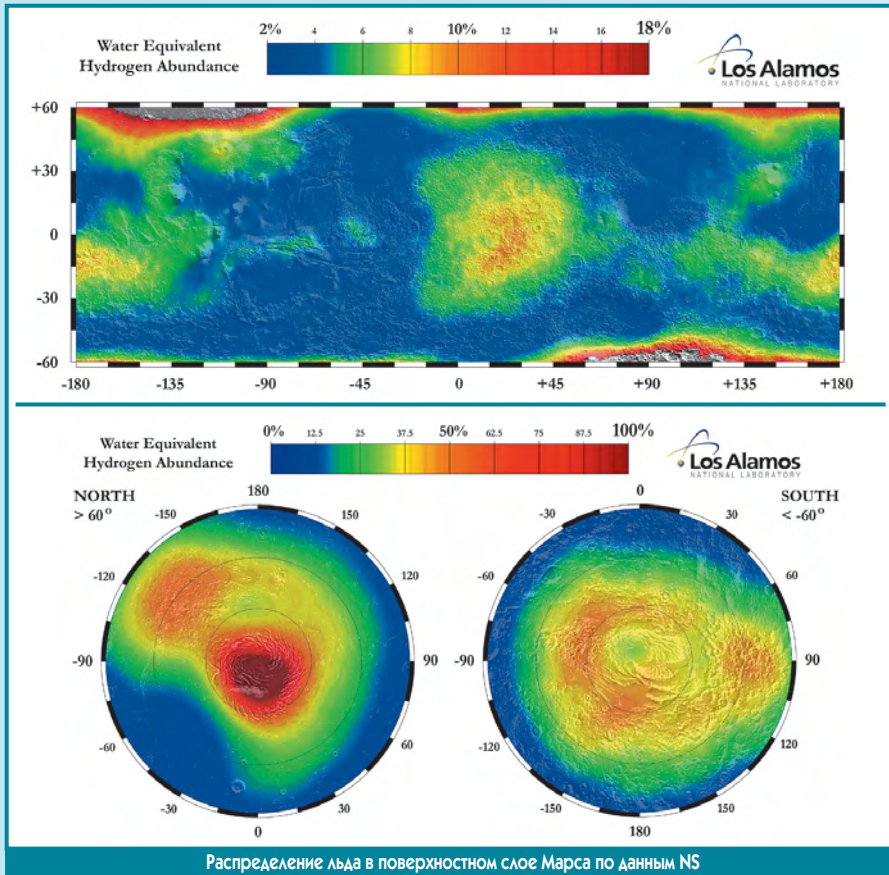 Water Equivalent
Hydrogen Abundance
2% 4 6 8 10% 12 14 16 18%
Los Alamos
NATIONAL LABORATORY
+60
+30
0
-30
-60
-180 -135 -90 -45 0 +45 +90 +135 +180
Water Equivalent
Hydrogen Abundance
0% 12.5 25 37.5 50% 62.5 75 87.5 100%
Los Alamos
NATIONAL LABORATORY
NORTH
> 60°
180
-150 150
-120 120
-90 90
-60 60
-30 30
0
SOUTH
< -60°
0
-30 30
-60 60
-90 90
-120 120
-150 150
180
Распределение льда в поверхностном слое Марса по данным NS